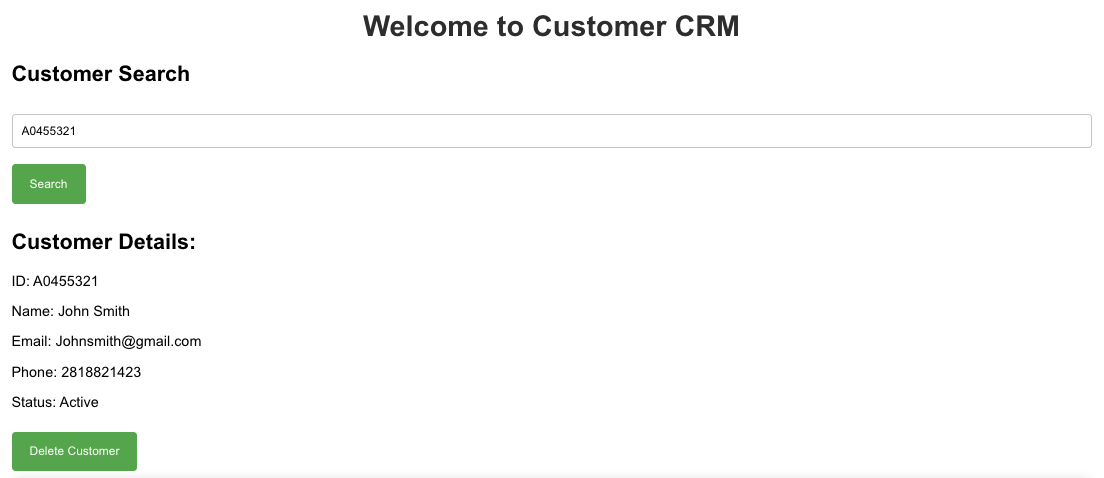 Welcome to Customer CRM
Customer Search
A0455321
Search
Customer Details:
ID: A0455321
Name: John Smith
Email: Johnsmith@gmail.com
Phone: 2818821423
Status: Active
Delete Customer